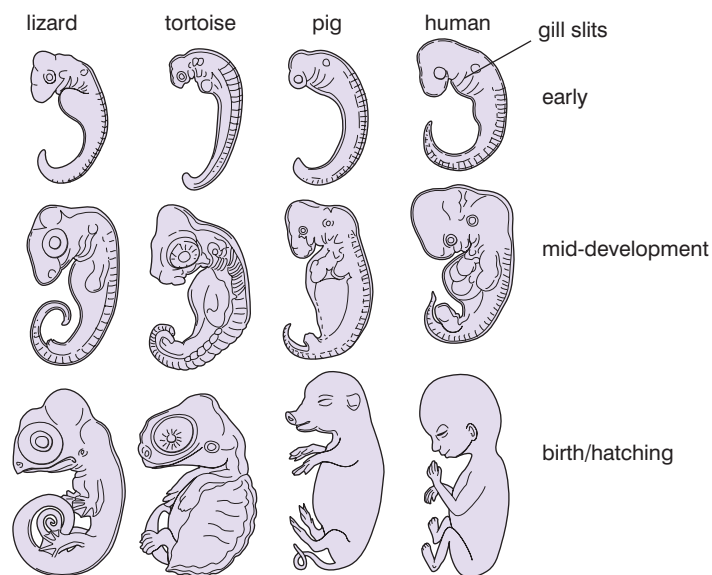 lizard
tortoise
pig
human
gill slits
early
mid-development
birth/hatching